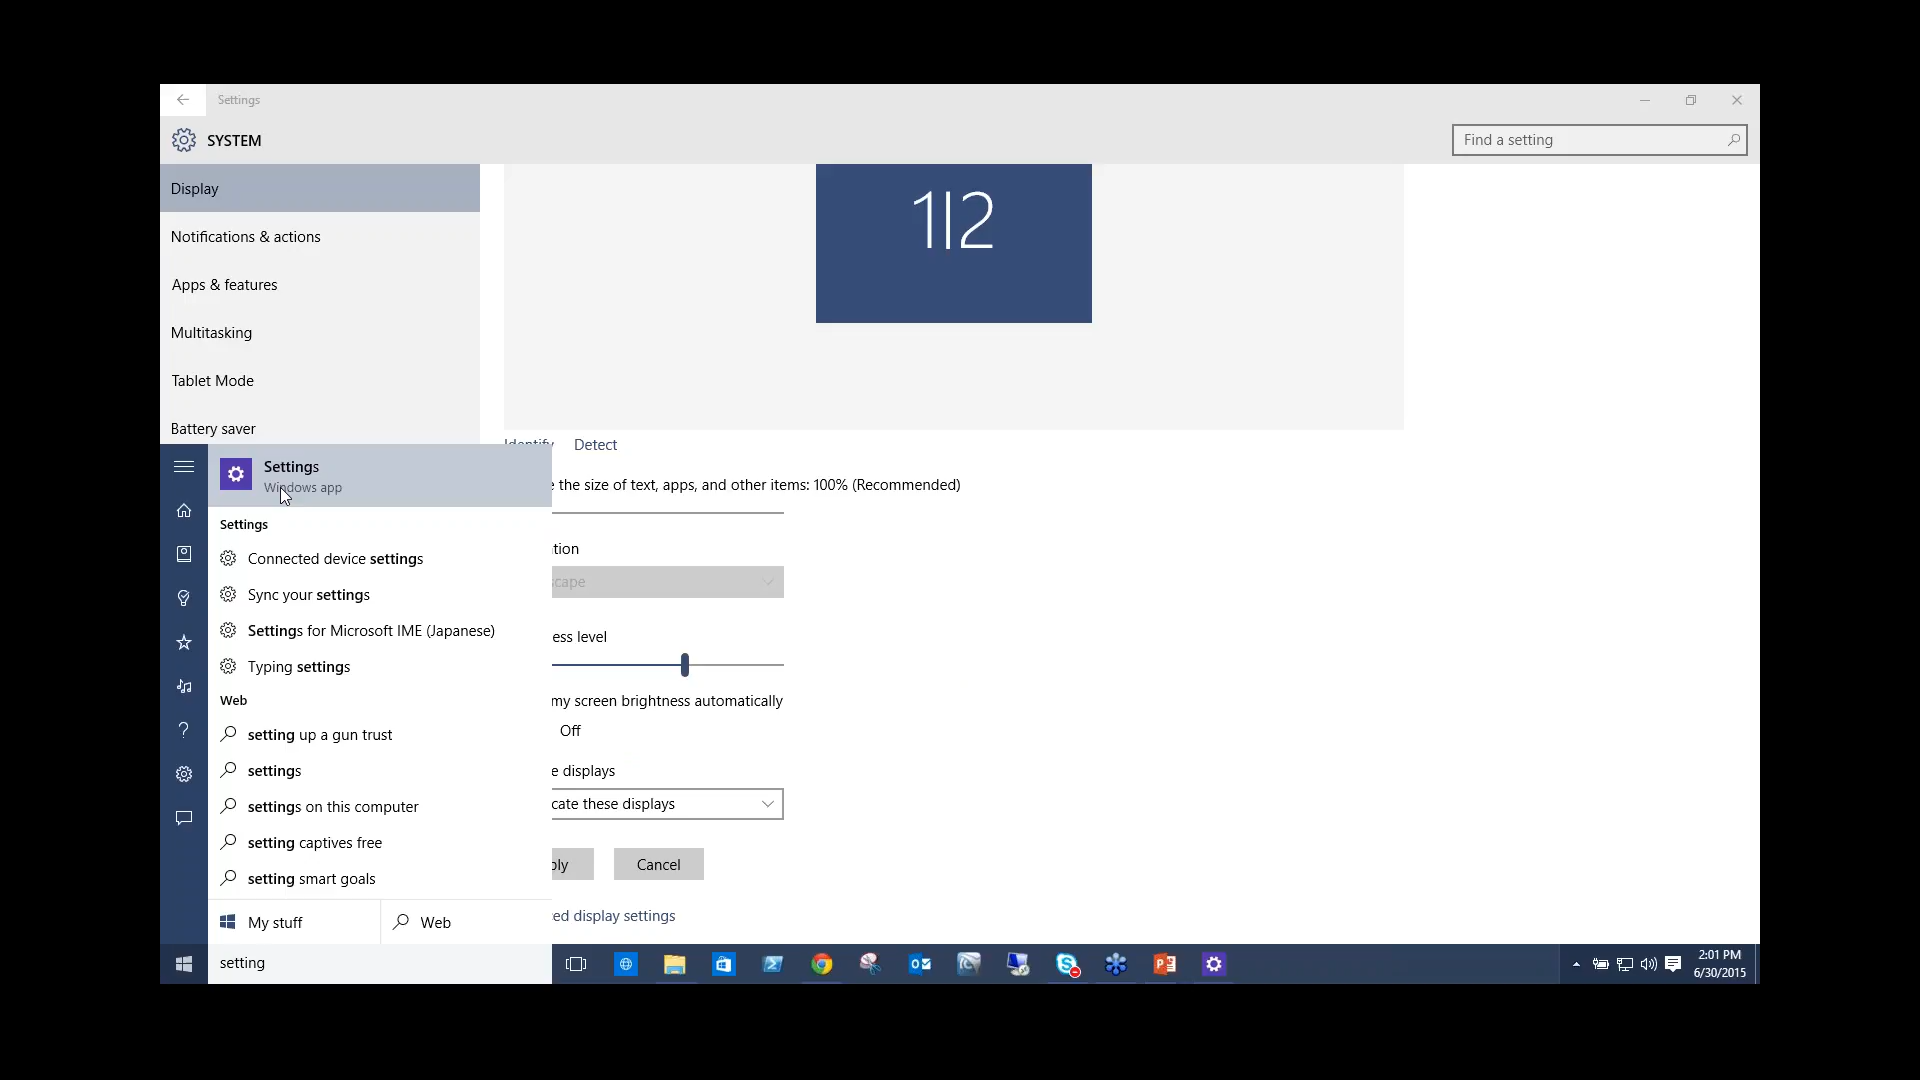 Settings
SYSTEM
Find a setting
Display
Notifications & actions
Apps & features
Multitasking
Tablet Mode
Battery saver
1|2
Identify Detect
the size of text, apps, and other items: 100% (Recommended)
tion
cape
ess level
my screen brightness automatically
Off
e displays
cate these displays
ply Cancel
ed display settings
Settings
Windows app
Settings
Connected device settings
Sync your settings
Settings for Microsoft IME (Japanese)
Typing settings
Web
setting up a gun trust
settings
settings on this computer
setting captives free
setting smart goals
My stuff Web
setting
2:01 PM
6/30/2015